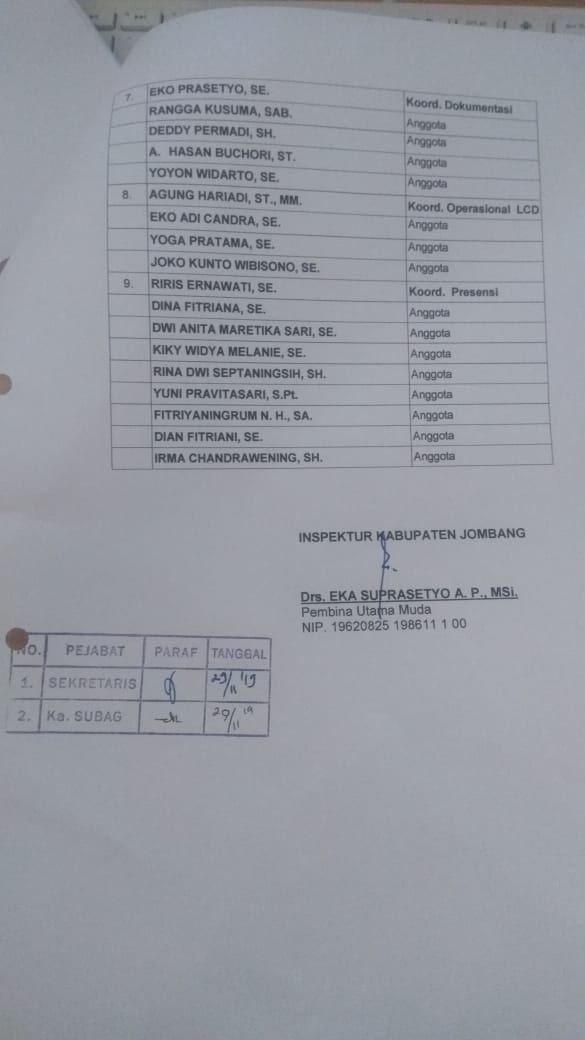 7. EKO PRASETYO, SE. Koord. Dokumentasi
RANGGA KUSUMA, SAB. Anggota
DEDDY PERMADI, SH. Anggota
A. HASAN BUCHORI, ST. Anggota
YOYON WIDARTO, SE. Anggota
8. AGUNG HARIADI, ST., MM. Koord. Operasional LCD
EKO ADI CANDRA, SE. Anggota
YOGA PRATAMA, SE. Anggota
JOKO KUNTO WIBISONO, SE. Anggota
9. RIRIS ERNAWATI, SE. Koord. Presensi
DINA FITRIANA, SE. Anggota
DWI ANITA MARETIKA SARI, SE. Anggota
KIKY WIDYA MELANIE, SE. Anggota
RINA DWI SEPTANINGSIH, SH. Anggota
YUNI PRAVITASARI, S.Pt. Anggota
FITRIYANINGRUM N. H., SA. Anggota
DIAN FITRIANI, SE. Anggota
IRMA CHANDRAWENING, SH. Anggota
INSPEKTUR KABUPATEN JOMBANG
Drs. EKA SUPRASETYO A. P., MSi.
Pembina Utama Muda
NIP. 19620825 198611 1 00
NO. PEJABAT PARAF TANGGAL
1. SEKRETARIS 29/11 '19
2. Ka. SUBAG 29/11 '19